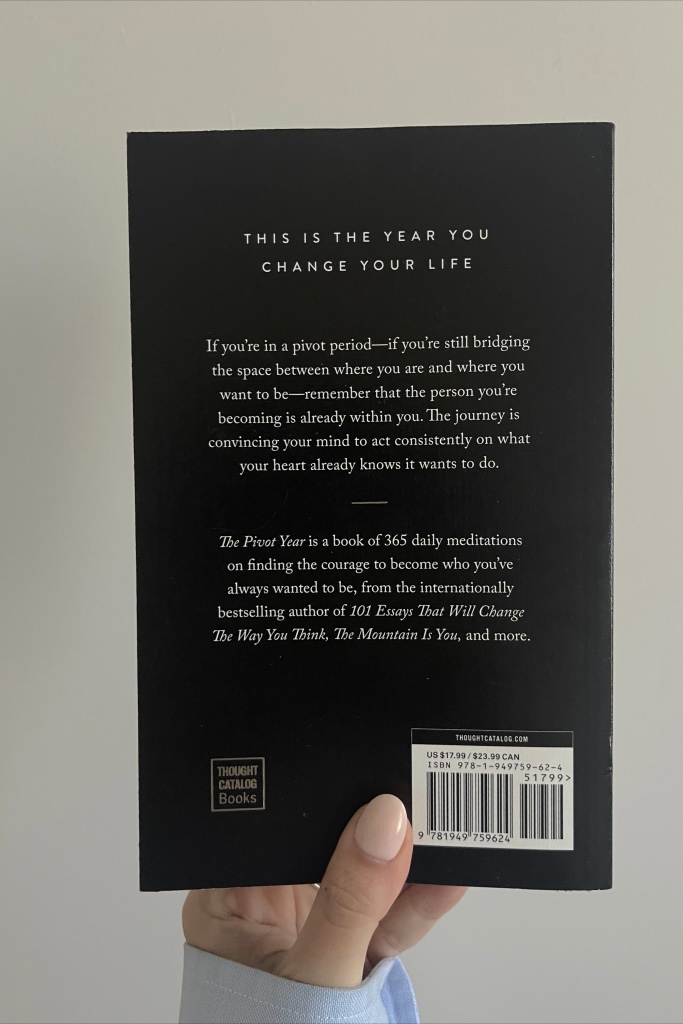 THIS IS THE YEAR YOU
CHANGE YOUR LIFE
If you're in a pivot period—if you're still bridging
the space between where you are and where you
want to be—remember that the person you're
becoming is already within you. The journey is
convincing your mind to act consistently on what
your heart already knows it wants to do.
The Pivot Year is a book of 365 daily meditations
on finding the courage to become who you've
always wanted to be, from the internationally
bestselling author of 101 Essays That Will Change
The Way You Think, The Mountain Is You, and more.
THOUGHT
CATALOG
Books
THOUGHTCATALOG.COM
US $17.99 / $23.99 CAN
ISBN 978-1-949759-62-4
51799>
9 781949 759624